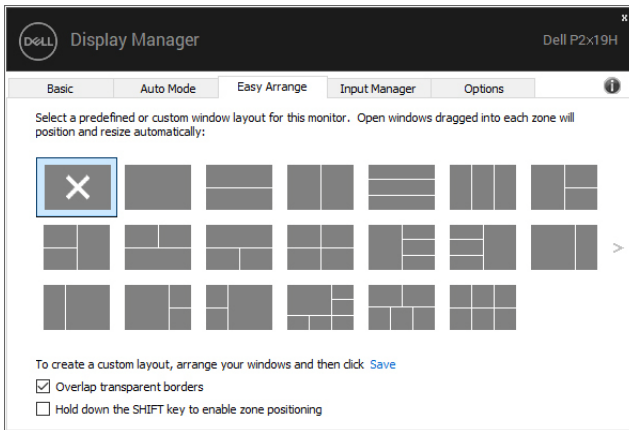 x
DELL Display Manager
Dell P2x19H
Basic Auto Mode Easy Arrange Input Manager Options
Select a predefined or custom window layout for this monitor. Open windows dragged into each zone will
position and resize automatically:
To create a custom layout, arrange your windows and then click Save
Overlap transparent borders
Hold down the SHIFT key to enable zone positioning